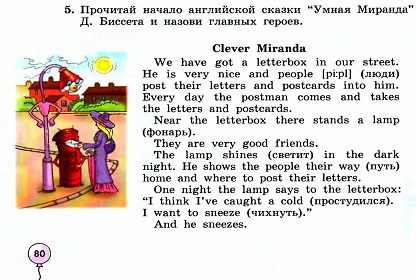 5. Прочитай начало английской сказки "Умная Миранда"
Д. Биссета и назови главных героев.
Clever Miranda
We have got a letterbox in our street.
He is very nice and people [pi:pl] (люди)
post their letters and postcards into him.
Every day the postman comes and takes
the letters and postcards.
Near the letterbox there stands a lamp
(фонарь).
They are very good friends.
The lamp shines (светит) in the dark
night. He shows the people their way (путь)
home and where to post their letters.
One night the lamp says to the letterbox:
"I think I've caught a cold (простудился).
I want to sneeze (чихнуть)."
And he sneezes.
80